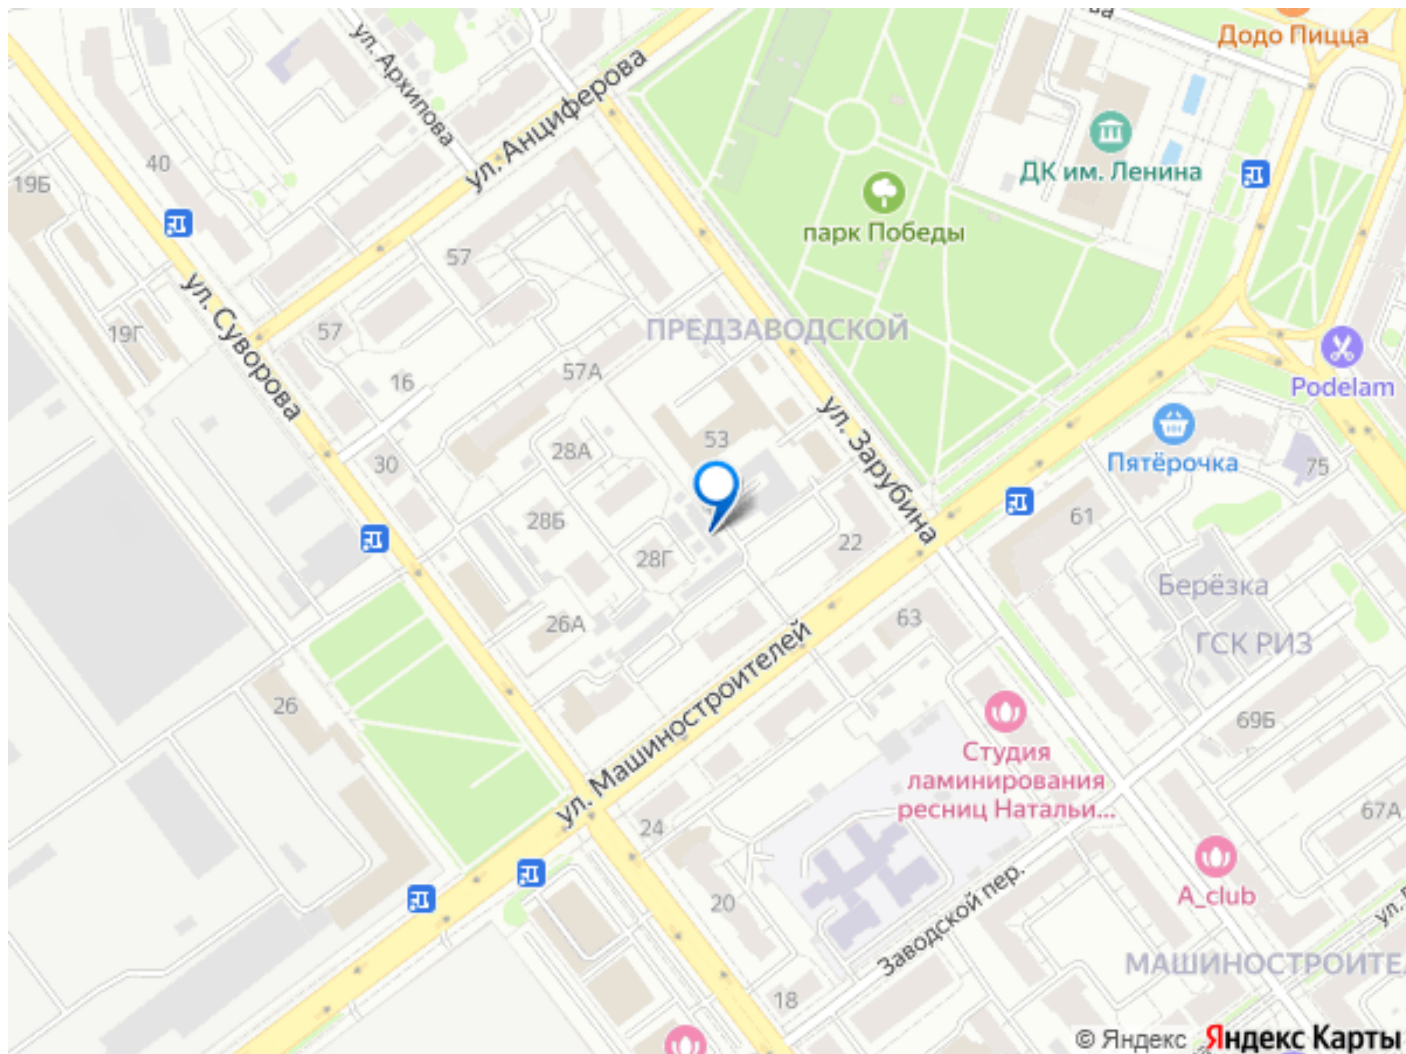 Додо Пицца
ул. Архипова
ул. Анциферова
40
19Б
ДК им. Ленина
парк Победы
57
ул. Суворова
19Г
57
ПРЕДЗАВОДСКОЙ
57А
16
Podelam
ул. Зарубина
53
28А
30
Пятёрочка
75
28Б
61
22
28Г
Берёзка
26А
63
ГСК РИЗ
26
ул. Машиностроителей
69Б
Студия
ламинирования
ресниц Натальи...
24
67А
20
Заводской пер.
A_club
ул.
МАШИНОСТРОИТЕ
18
© Яндекс Яндекс Карты